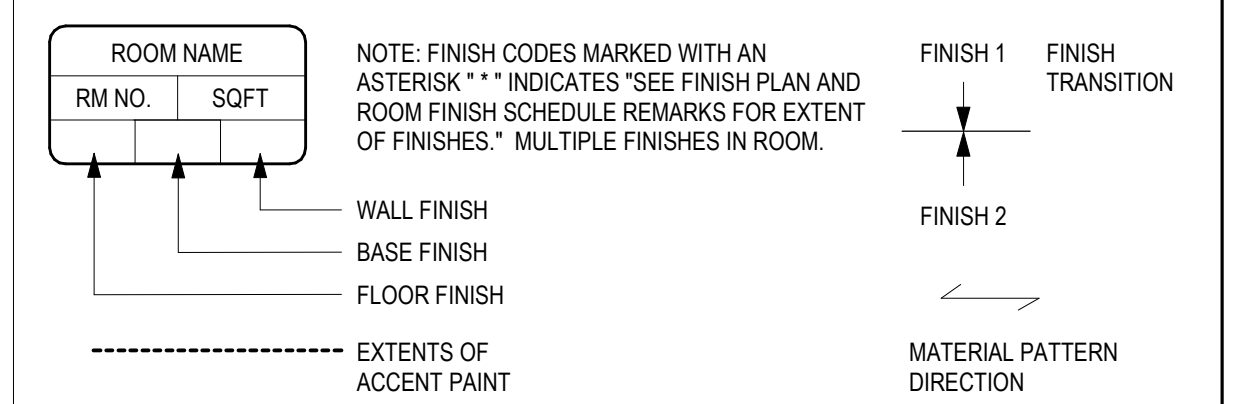 ROOM NAME
RM NO.
SQFT
NOTE: FINISH CODES MARKED WITH AN
ASTERISK " * " INDICATES "SEE FINISH PLAN AND
ROOM FINISH SCHEDULE REMARKS FOR EXTENT
OF FINISHES."  MULTIPLE FINISHES IN ROOM.
WALL FINISH
BASE FINISH
FLOOR FINISH
EXTENTS OF
ACCENT PAINT
FINISH 1
FINISH
TRANSITION
FINISH 2
MATERIAL PATTERN
DIRECTION